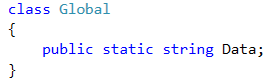 class Global
{
    public static string Data;
}